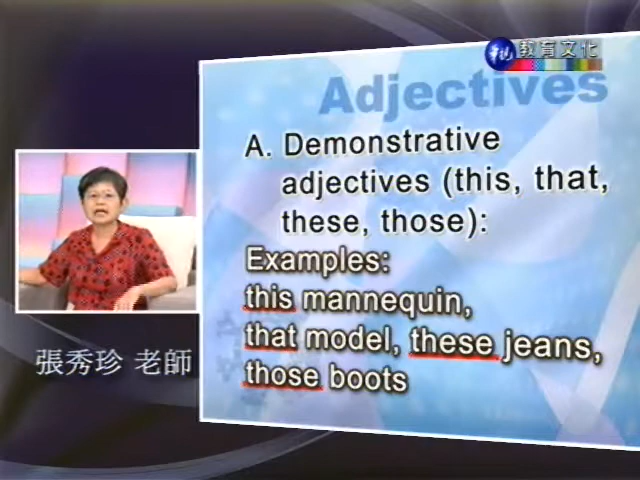 華視
教育文化
Adjectives
A. Demonstrative
adjectives (this, that,
these, those):
Examples:
this mannequin,
that model, these jeans,
those boots
張秀珍 老師